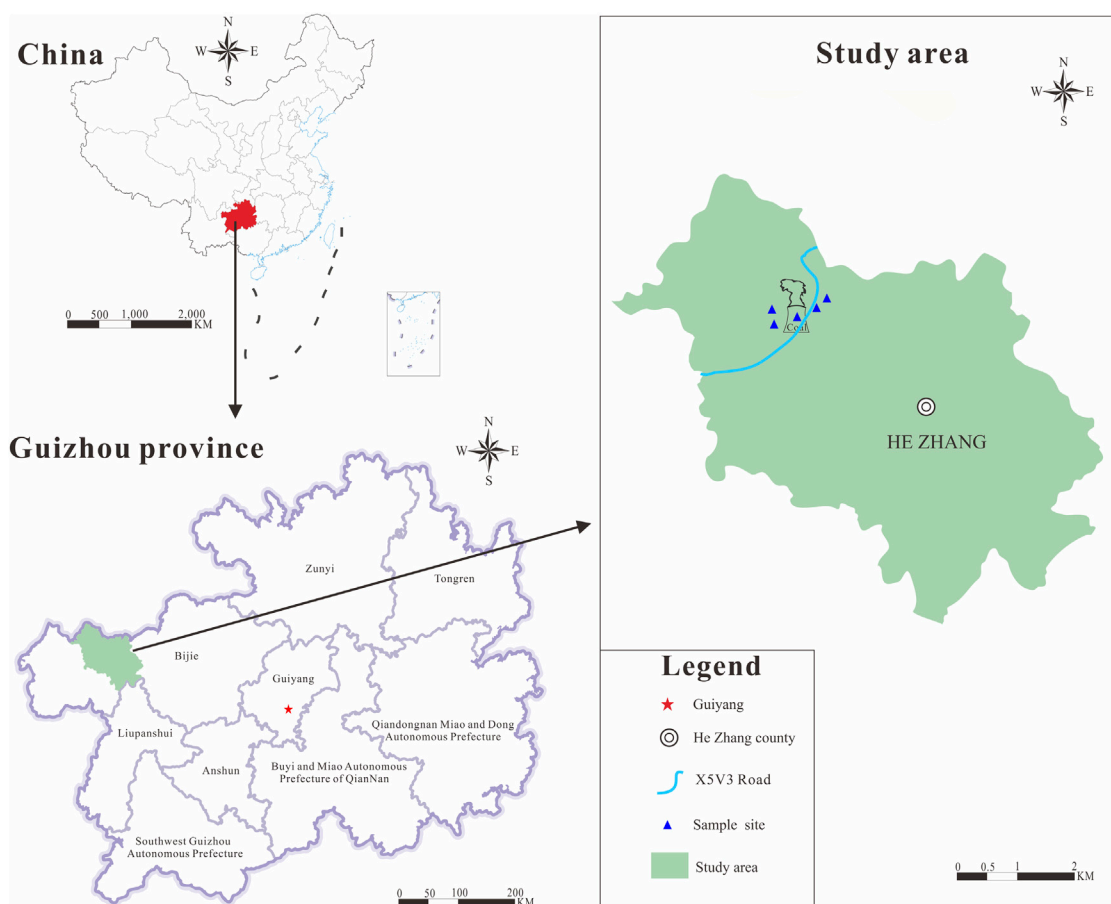 China
N
W E
S
0 500 1,000 2,000
KM
Guizhou province
N
W E
S
Zunyi
Tongren
Bijie
Guiyang
Liupanshui
Qiandongnan Miao and Dong
Autonomous Prefecture
Anshun
Buyi and Miao Autonomous
Prefecture of QianNan
Southwest Guizhou
Autonomous Prefecture
0 50 100 200
KM
Study area
N
W E
S
Coal
HE ZHANG
Legend
Guiyang
He Zhang county
X5V3 Road
Sample site
Study area
0 0.5 1 2
KM